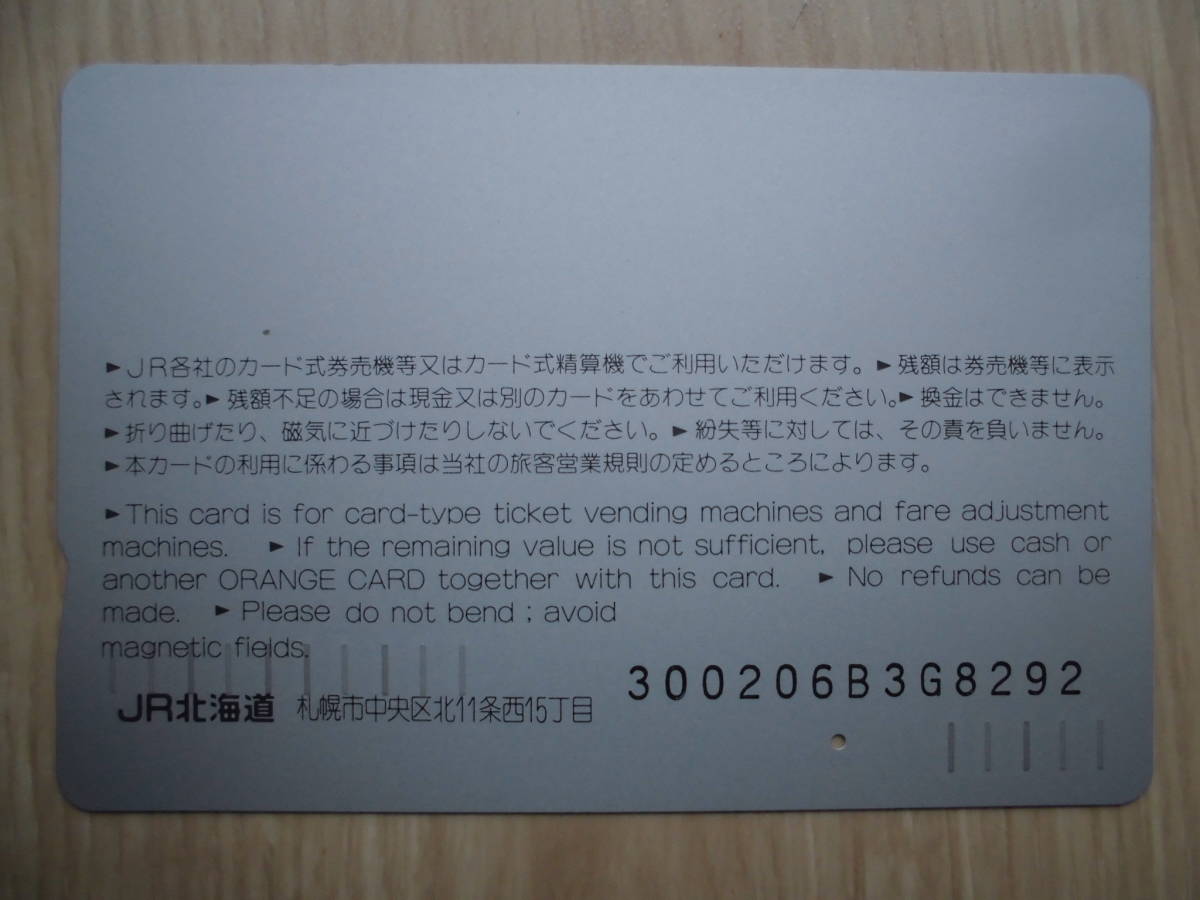 ►JR各社のカード式券売機等又はカード式精算機でご利用いただけます。►残額は券売機等に表示
されます。►残額不足の場合は現金又は別のカードをあわせてご利用ください。►換金はできません。
►折り曲げたり、磁気に近づけたりしないでください。►紛失等に対しては、その責を負いません。
►本カードの利用に係わる事項は当社の旅客営業規則の定めるところによります。
►This card is for card-type ticket vending machines and fare adjustment
machines. ►If the remaining value is not sufficient, please use cash or
another ORANGE CARD together with this card. ►No refunds can be
made. ►Please do not bend ; avoid
magnetic fields.
300206B3G8292
JR北海道 札幌市中央区北11条西15丁目